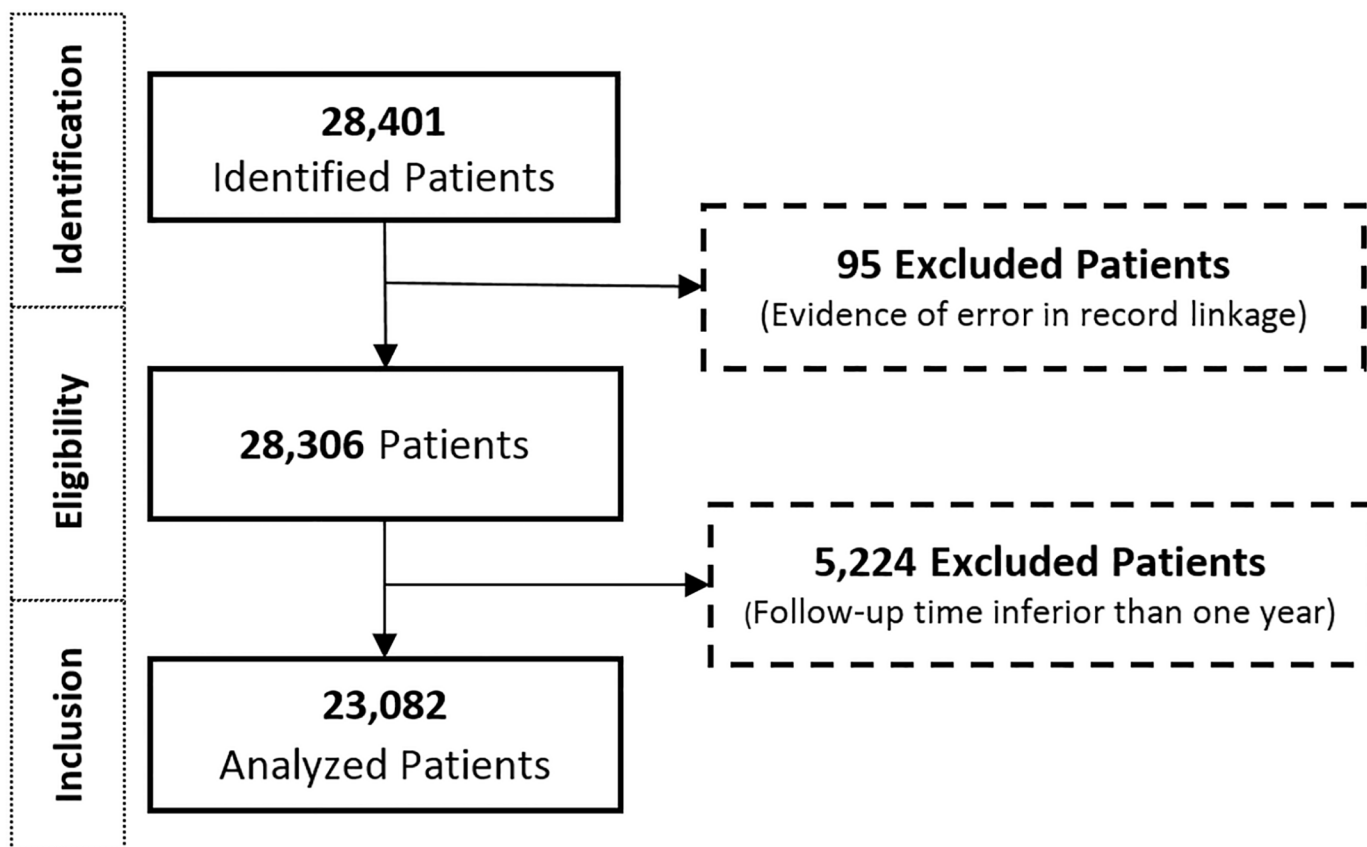 Identification
28,401
Identified Patients
95 Excluded Patients
(Evidence of error in record linkage)
Eligibility
28,306 Patients
5,224 Excluded Patients
(Follow-up time inferior than one year)
Inclusion
23,082
Analyzed Patients